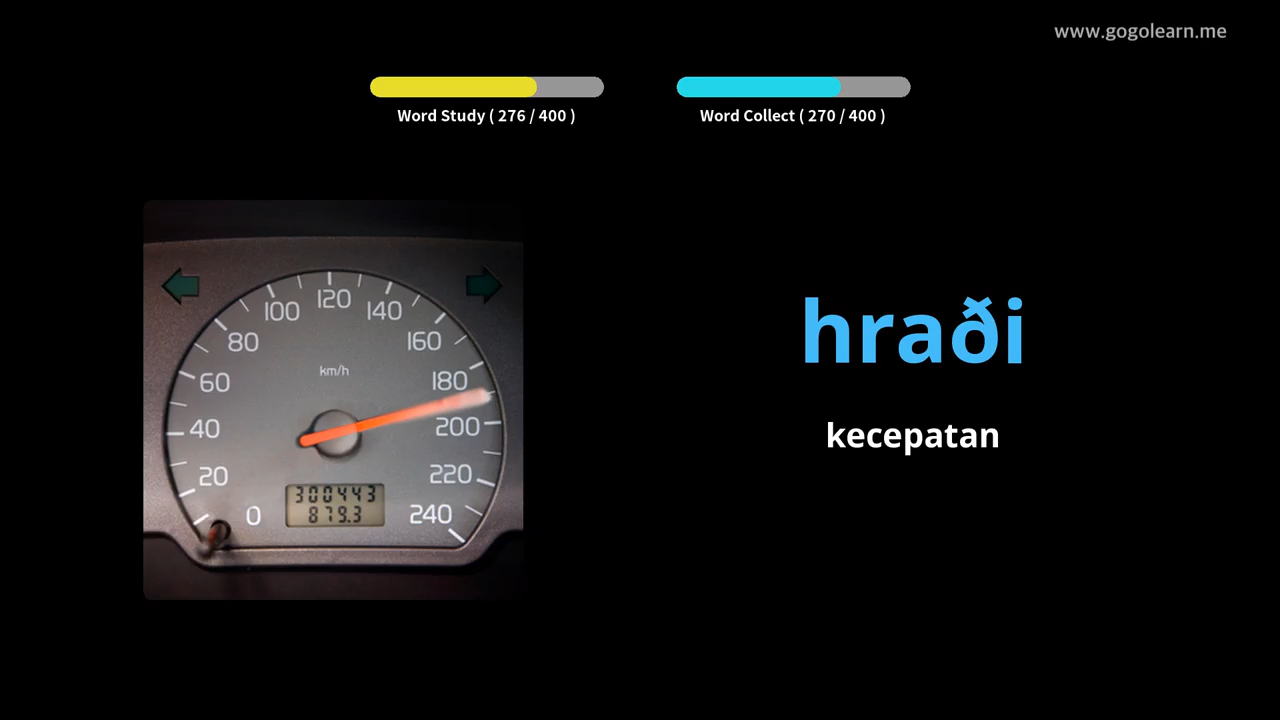 www.gogolearn.me
Word Study ( 276 / 400 )
Word Collect ( 270 / 400 )
hraði
kecepatan
120
100
140
80
160
km/h
60
180
40
200
20
220
300443
879.3
0
240